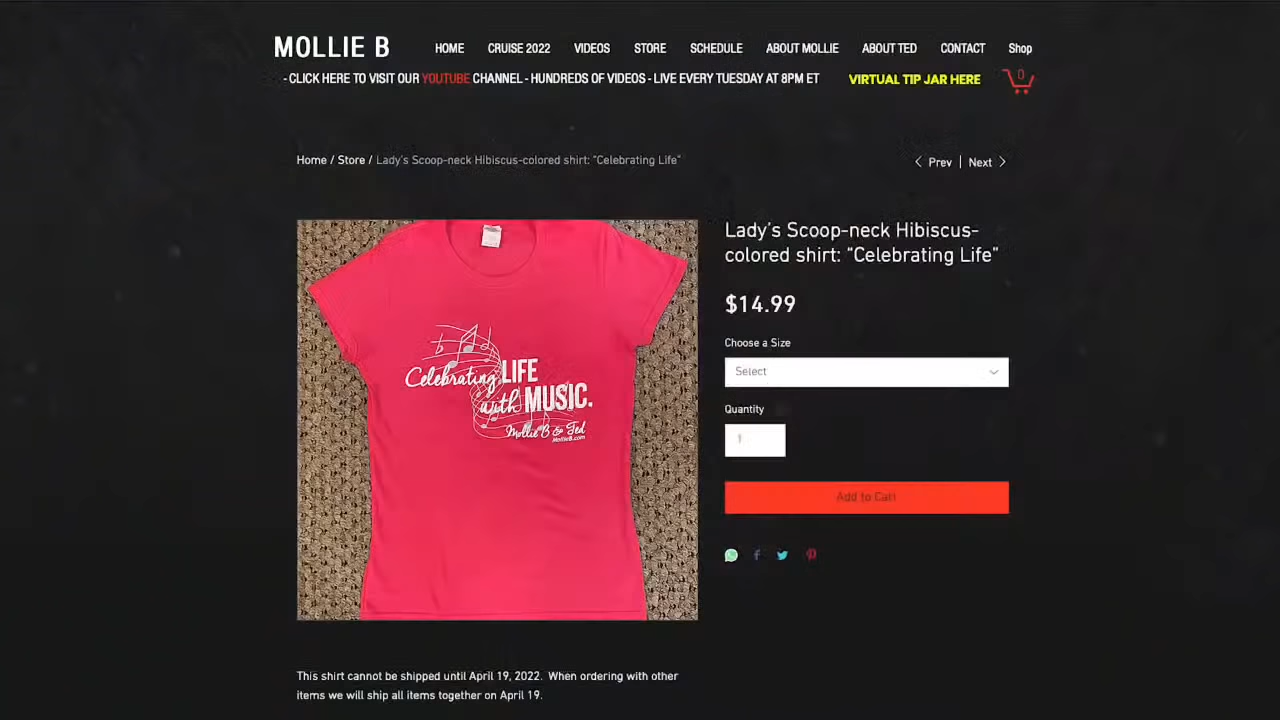 MOLLIE B
HOME CRUISE 2022 VIDEOS STORE SCHEDULE ABOUT MOLLIE ABOUT TED CONTACT Shop
- CLICK HERE TO VISIT OUR YOUTUBE CHANNEL - HUNDREDS OF VIDEOS - LIVE EVERY TUESDAY AT 8PM ET
VIRTUAL TIP JAR HERE
0
Home / Store / Lady's Scoop-neck Hibiscus-colored shirt: “Celebrating Life”
Prev | Next
Celebrating LIFE
with MUSIC.
Mollie B & Ted
MollieB.com
Lady’s Scoop-neck Hibiscus-
colored shirt: “Celebrating Life”
$14.99
Choose a Size
Select
Quantity
1
Add to Cart
This shirt cannot be shipped until April 19, 2022. When ordering with other
items we will ship all items together on April 19.